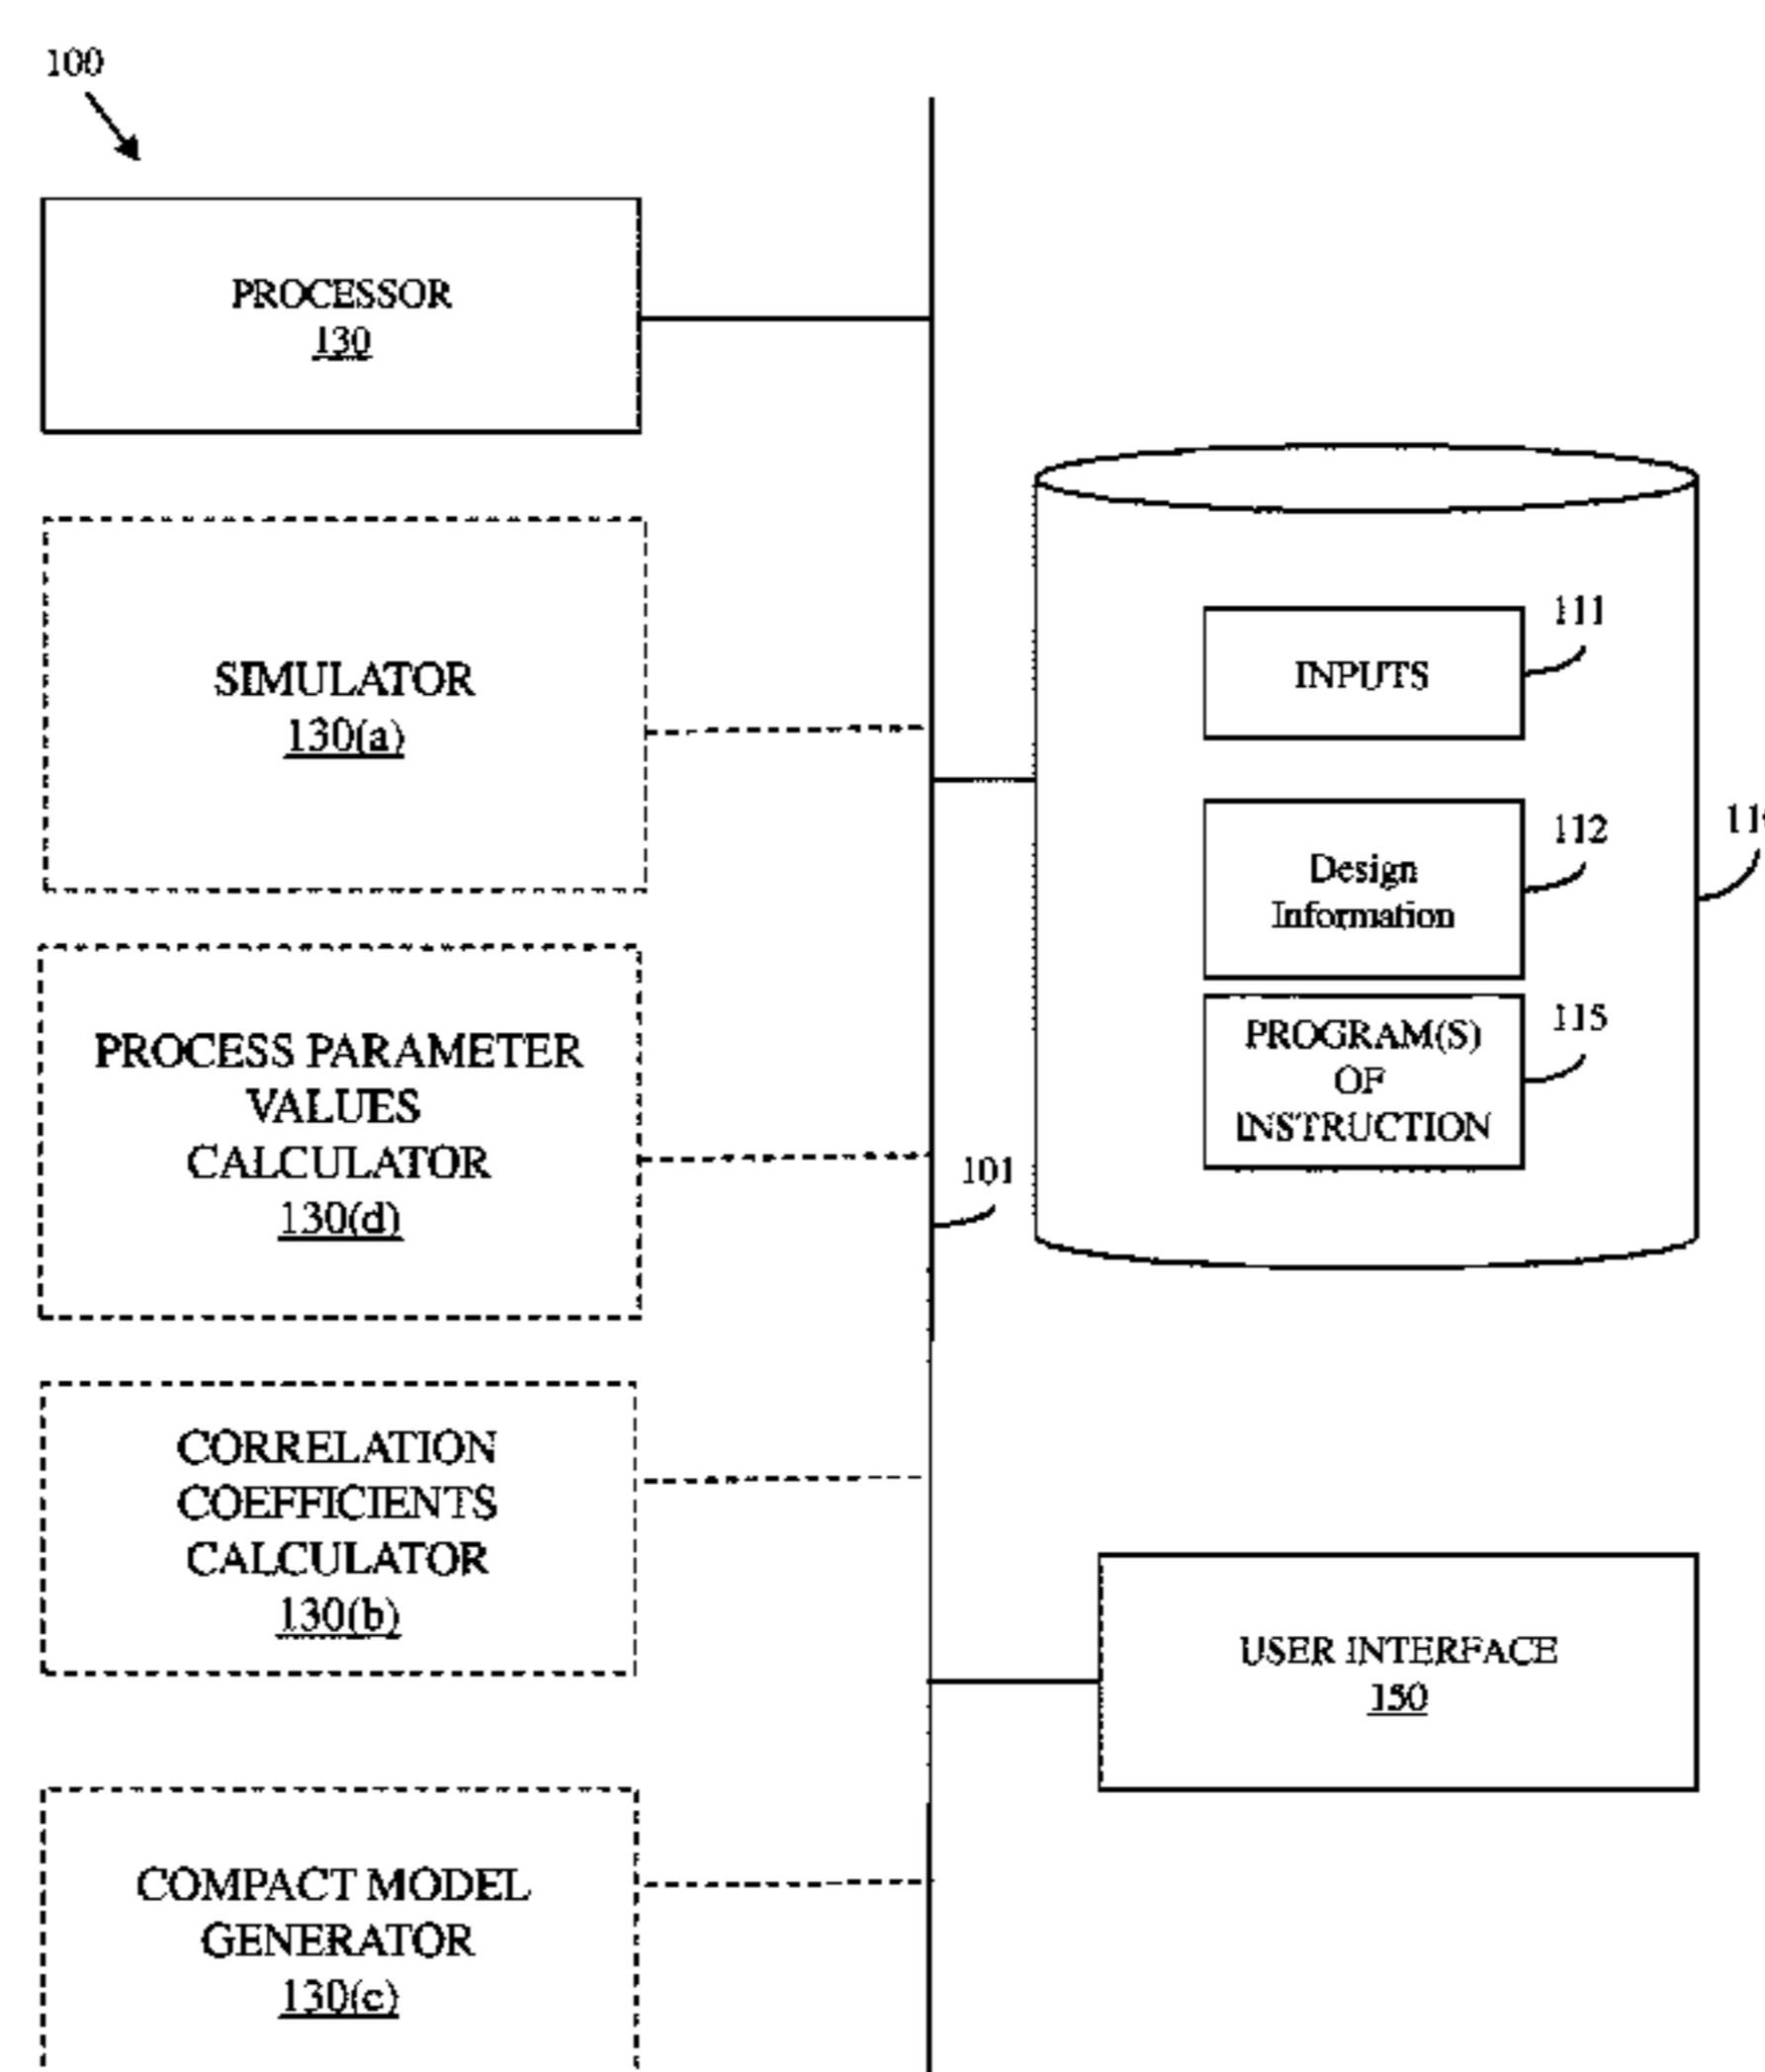 100
PROCESSOR
130
SIMULATOR
130(a)
PROCESS PARAMETER
VALUES
CALCULATOR
130(d)
CORRELATION
COEFFICIENTS
CALCULATOR
130(b)
COMPACT MODEL
GENERATOR
130(c)
101
INPUTS
111
Design
Information
112
PROGRAM(S)
OF
INSTRUCTION
115
USER INTERFACE
150